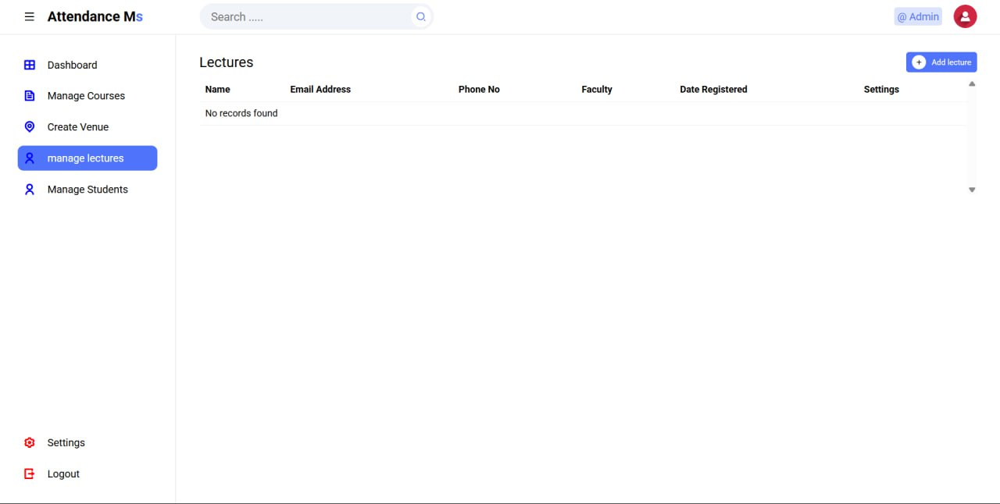 Attendance Ms
Search .....
@ Admin
Dashboard
Manage Courses
Create Venue
manage lectures
Manage Students
Settings
Logout
Lectures
Add lecture
Name Email Address Phone No Faculty Date Registered Settings
No records found